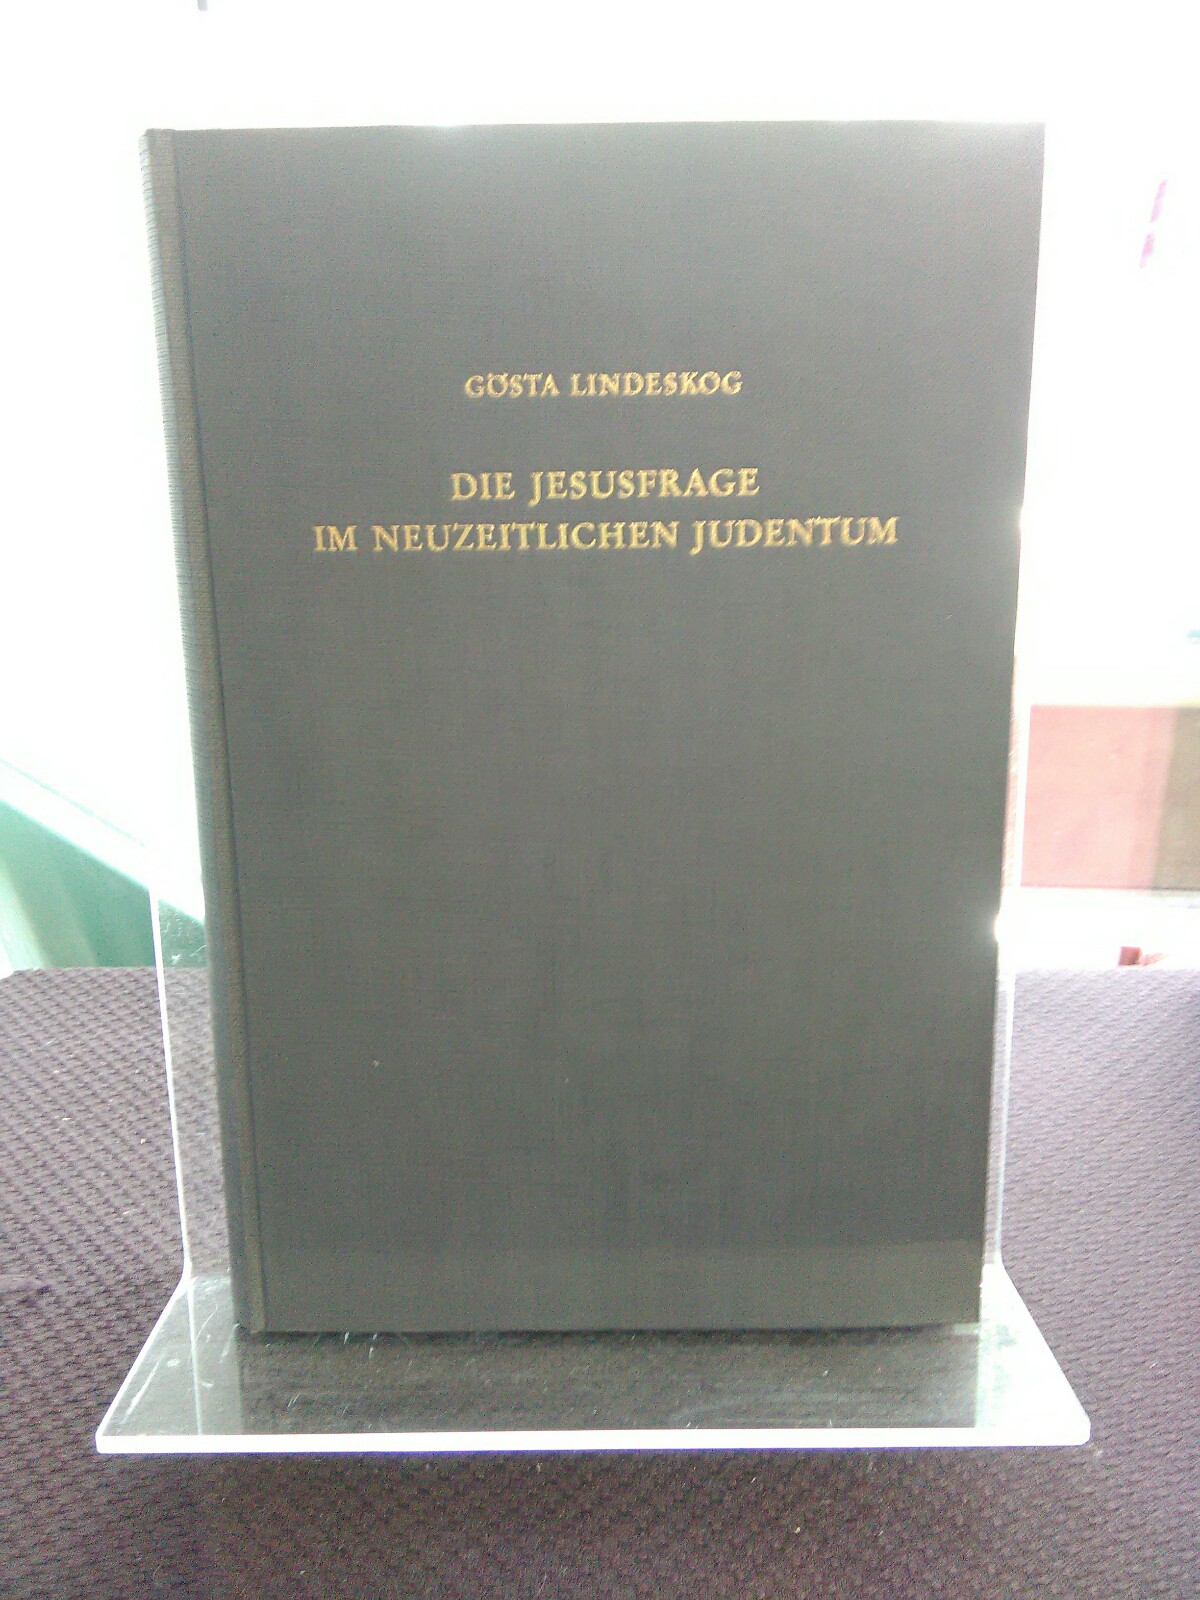 GÖSTA LINDESKOG
DIE JESUSFRAGE
IM NEUZEITLICHEN JUDENTUM